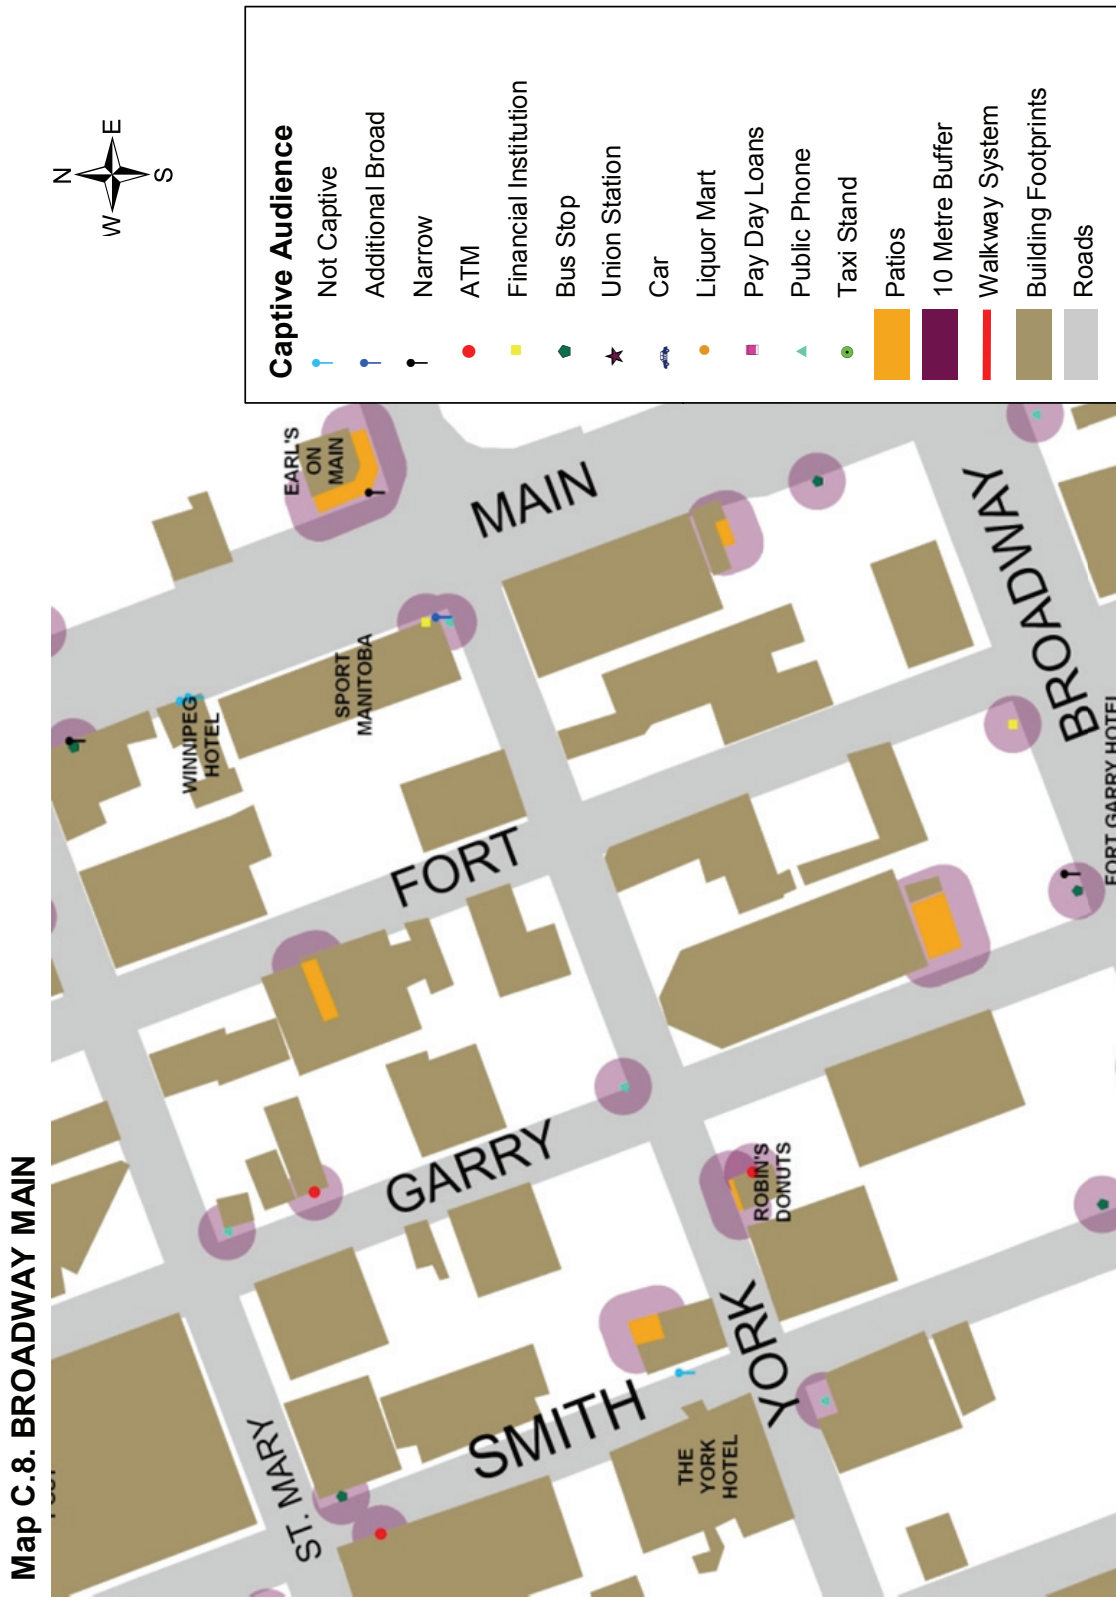 Map C.8. BROADWAY MAIN
N
W
E
S
Captive Audience
Not Captive
Additional Broad
Narrow
ATM
Financial Institution
Bus Stop
Union Station
Car
Liquor Mart
Pay Day Loans
Public Phone
Taxi Stand
Patios
10 Metre Buffer
Walkway System
Building Footprints
Roads
EARL'S
ON
MAIN
MAIN
WINNIPEG
HOTEL
SPORT
MANITOBA
BROADWAY
FORT GARRY HOTEL
FORT
GARRY
ROBIN'S
DONUTS
YORK
SMITH
THE
YORK
HOTEL
ST. MARY